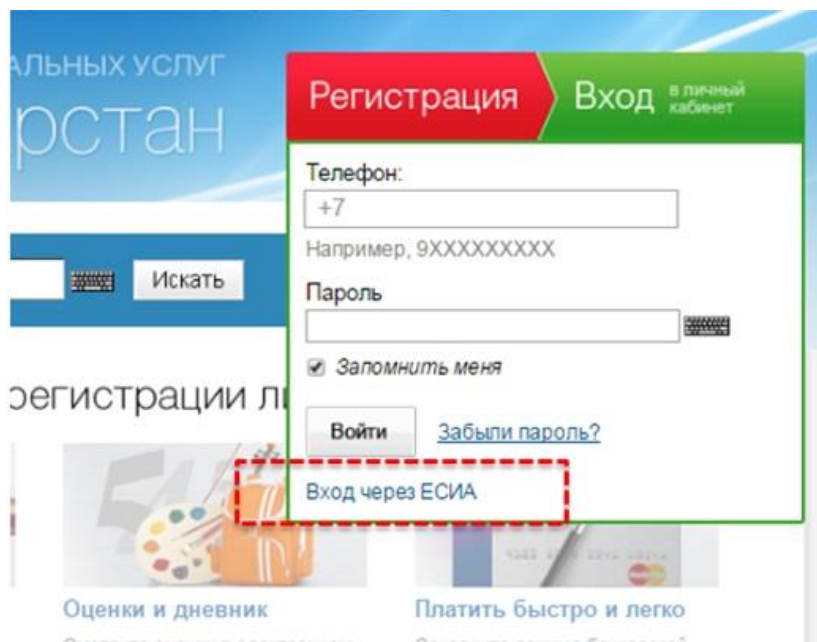 АЛЬНЫХ УСЛУГ
рстан
Регистрация
Вход
в личный
кабинет
Телефон:
+7
Например, 9XXXXXXXXX
Искать
Пароль
Запомнить меня
регистрации ли
Войти
Забыли пароль?
Вход через ЕСИА
Оценки и дневник
Платить быстро и легко